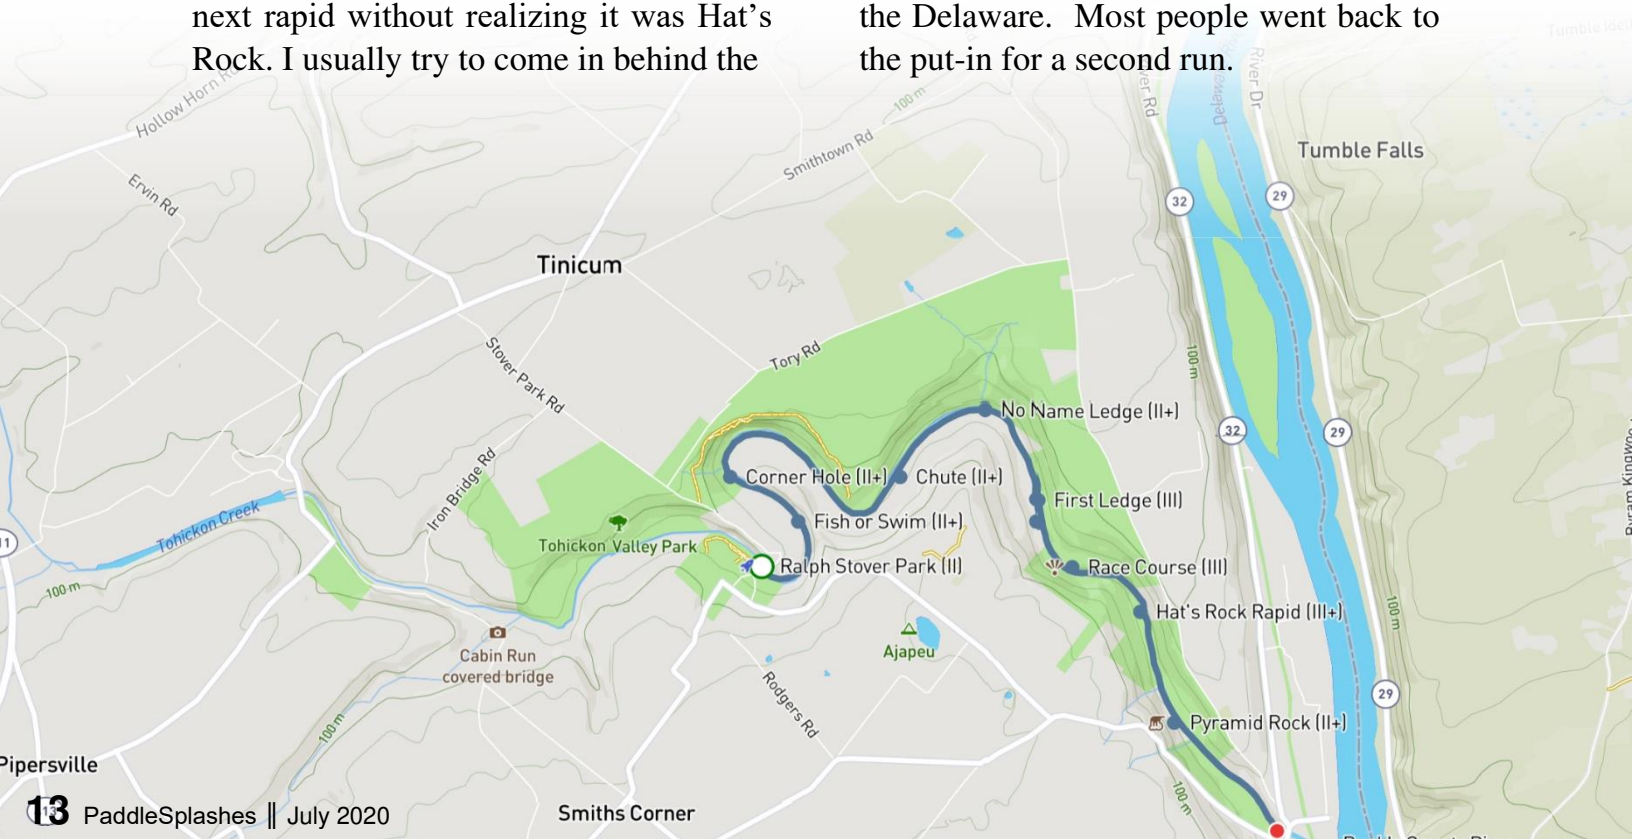 next rapid without realizing it was Hat's
Rock. I usually try to come in behind the
the Delaware. Most people went back to
the put-in for a second run.
Hollow Horn Rd
Ervin Rd
Smithtown Rd
100 m
River Dr
Tumble Falls
32
29
Tinicum
Stover Park Rd
Tory Rd
100 m
No Name Ledge (II+)
32
29
Corner Hole (II+)
Chute (II+)
Iron Bridge Rd
First Ledge (III)
Tohickon Creek
Fish or Swim (II+)
Tohickon Valley Park
Ralph Stover Park (II)
Race Course (III)
100 m
100 m
Hat's Rock Rapid (III+)
Cabin Run
covered bridge
Ajapeu
29
Rodgers Rd
Pyramid Rock (II+)
100 m
Pipersville
100 m
Smiths Corner
13 PaddleSplashes || July 2020